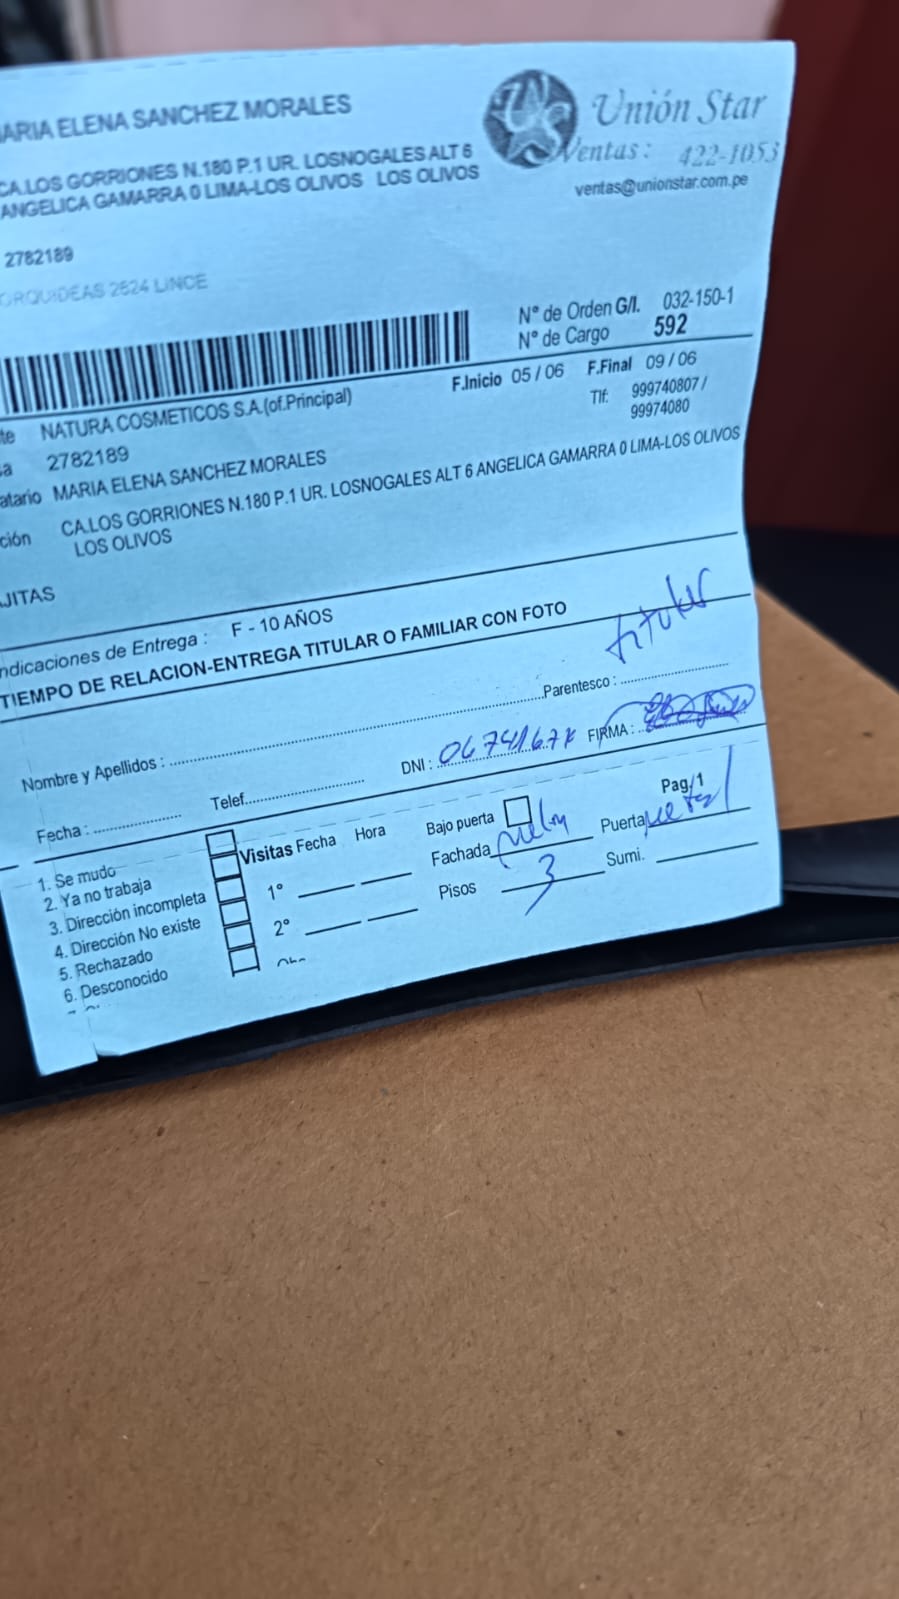 ARIA ELENA SANCHEZ MORALES
Unión Star
Ventas: 422-1053
ventas@unionstar.com.pe
CA.LOS GORRIONES N.180 P.1 UR. LOSNOGALES ALT 6
ANGELICA GAMARRA 0 LIMA-LOS OLIVOS LOS OLIVOS
2782189
ORQUIDEAS 2624 LINCE
N° de Orden G/I. 032-150-1
N° de Cargo 592
F.Inicio 05 / 06 F.Final 09 / 06
te NATURA COSMETICOS S.A.(of.Principal)
Tlf: 999740807 /
99974080
a 2782189
atario MARIA ELENA SANCHEZ MORALES
ción CA.LOS GORRIONES N.180 P.1 UR. LOSNOGALES ALT 6 ANGELICA GAMARRA 0 LIMA-LOS OLIVOS
LOS OLIVOS
JITAS
ndicaciones de Entrega : F - 10 AÑOS
TIEMPO DE RELACION-ENTREGA TITULAR O FAMILIAR CON FOTO
titular
Nombre y Apellidos : Parentesco :
DNI : FIRMA :
Fecha : Telef.
Pag/1
Visitas Fecha Hora Bajo puerta
Fachada Puerta
1. Se mudo
2. Ya no trabaja 1° Pisos 3 Sumi.
3. Dirección incompleta
4. Dirección No existe 2°
5. Rechazado
6. Desconocido